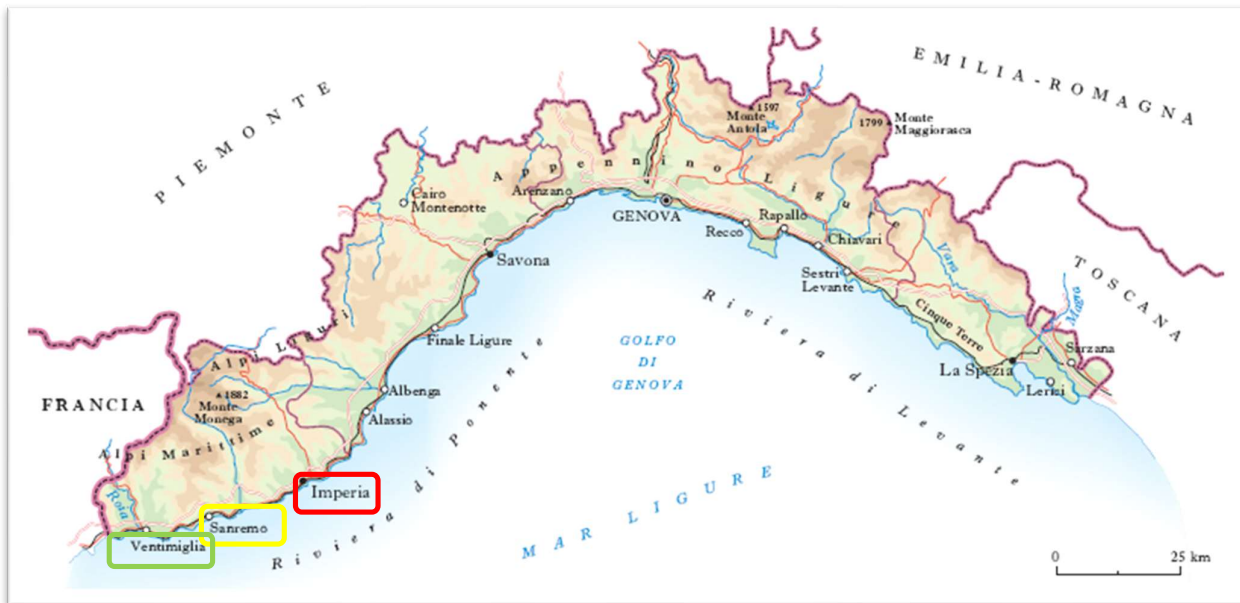 PIEMONTE
EMILIA-ROMAGNA
1597
Monte
Antola
1799
Monte
Maggiorasca
Appennino Ligure
Cairo
Montenotte
Arenzano
GENOVA
Recco
Rapallo
Chiavari
Sestri
Levante
Vara
TOSCANA
Magra
Savona
Cinque Terre
Riviera di Levante
Finale Ligure
GOLFO
DI
GENOVA
La Spezia
Sarzana
Lerici
Alpi Liguri
FRANCIA
1882
Monte
Monega
Albenga
Alassio
Alpi Marittime
Riviera di Ponente
Imperia
MAR LIGURE
Roia
Sanremo
Ventimiglia
0 25 km